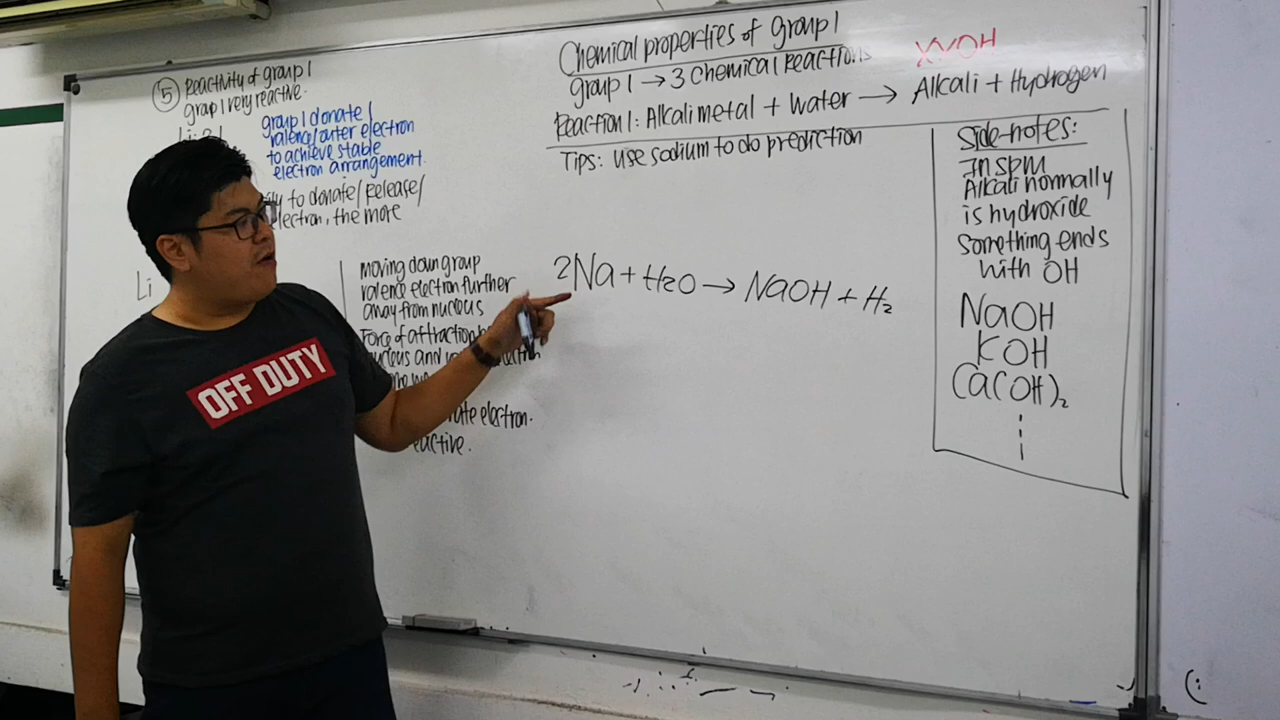 5 Reactivity of group 1
group 1 very reactive.
group 1 donate 1
valence/outer electron
to achieve stable
electron arrangement.
to donate/release/
electron, the more
Li
moving down group
valence electron further
away from nucleus
Force of attraction
nucleus and
electron.
OFF DUTY
Chemical properties of Group 1
group 1 → 3 Chemical Reactions
XYOH
Reaction 1: Alkali metal + Water → Alkali + Hydrogen
Tips: use sodium to do prediction
2Na + H2O → NaOH + H₂
Side-notes:
In spm
Alkali normally
is hydroxide
something ends
with OH
NaOH
KOH
Ca(OH)₂